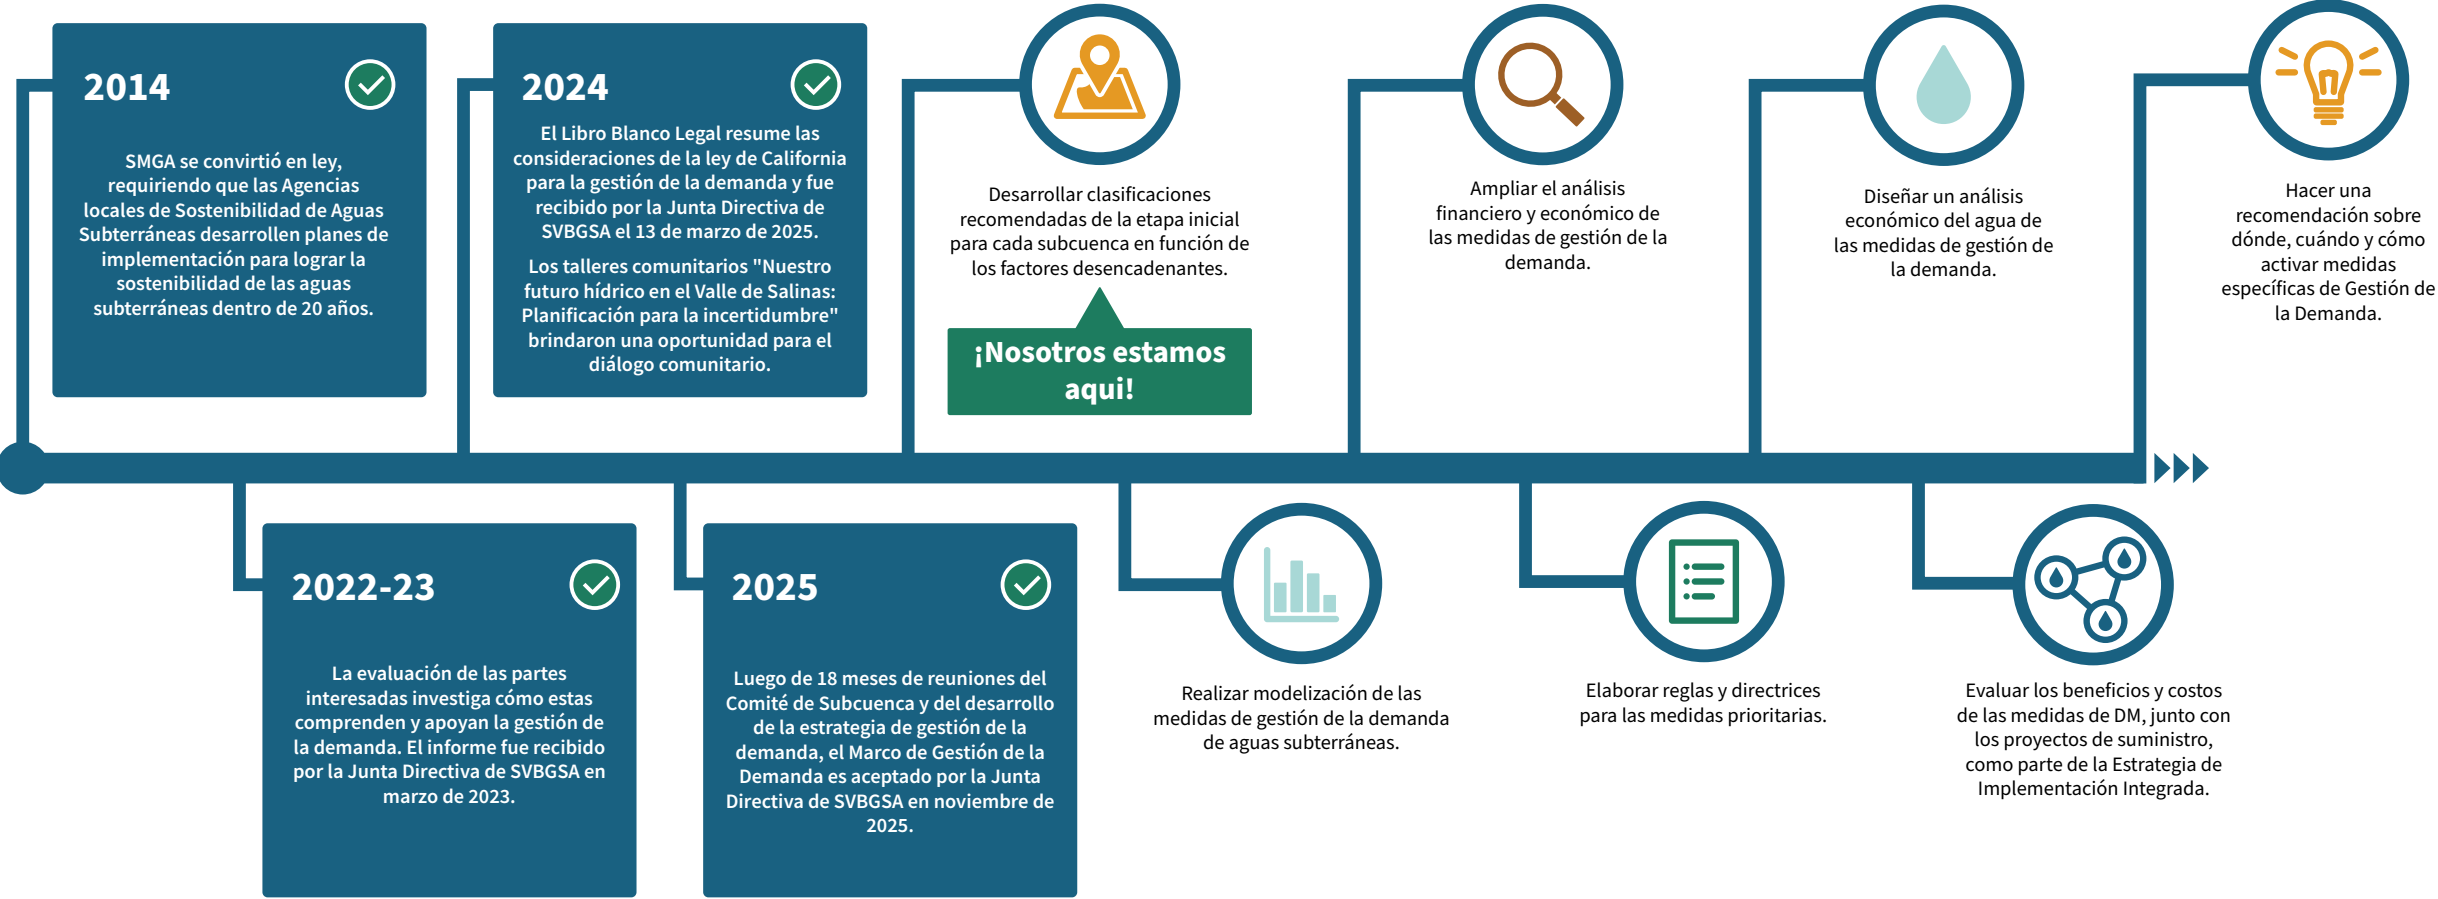 2014
SMGA se convirtió en ley,
requiriendo que las Agencias
locales de Sostenibilidad de Aguas
Subterráneas desarrollen planes de
implementación para lograr la
sostenibilidad de las aguas
subterráneas dentro de 20 años.
2022-23
La evaluación de las partes
interesadas investiga cómo estas
comprenden y apoyan la gestión de
la demanda. El informe fue recibido
por la Junta Directiva de SVBGSA en
marzo de 2023.
2024
El Libro Blanco Legal resume las
consideraciones de la ley de California
para la gestión de la demanda y fue
recibido por la Junta Directiva de
SVBGSA el 13 de marzo de 2025.
Los talleres comunitarios "Nuestro
futuro hídrico en el Valle de Salinas:
Planificación para la incertidumbre"
brindaron una oportunidad para el
diálogo comunitario.
2025
Luego de 18 meses de reuniones del
Comité de Subcuenca y del desarrollo
de la estrategia de gestión de la
demanda, el Marco de Gestión de la
Demanda es aceptado por la Junta
Directiva de SVBGSA en noviembre de
2025.
Desarrollar clasificaciones
recomendadas de la etapa inicial
para cada subcuenca en función de
los factores desencadenantes.
¡Nosotros estamos
aqui!
Realizar modelización de las
medidas de gestión de la demanda
de aguas subterráneas.
Ampliar el análisis
financiero y económico de
las medidas de gestión de la
demanda.
Elaborar reglas y directrices
para las medidas prioritarias.
Diseñar un análisis
económico del agua de
las medidas de gestión de
la demanda.
Evaluar los beneficios y costos
de las medidas de DM, junto con
los proyectos de suministro,
como parte de la Estrategia de
Implementación Integrada.
Hacer una
recomendación sobre
dónde, cuándo y cómo
activar medidas
específicas de Gestión de
la Demanda.